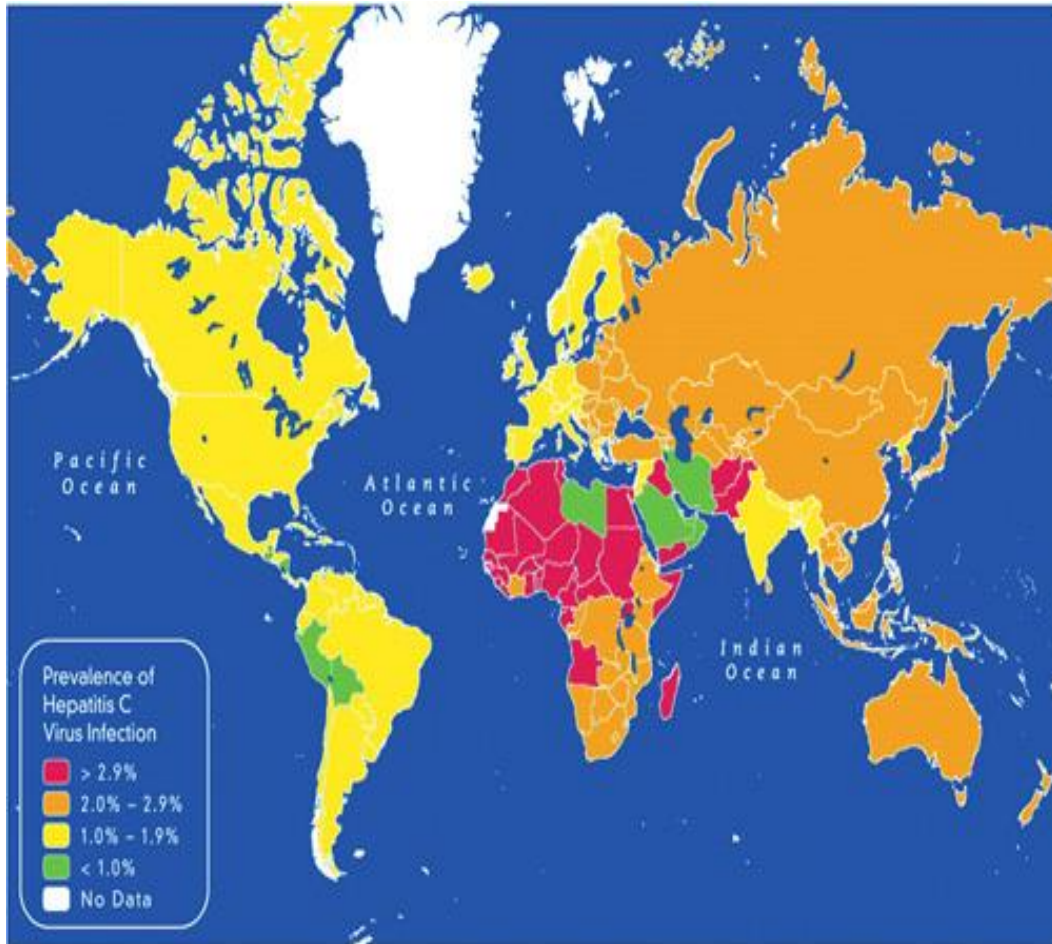 Pacific
Ocean
Atlantic
Ocean
Indian
Ocean
Prevalence of
Hepatitis C
Virus Infection
> 2.9%
2.0% – 2.9%
1.0% – 1.9%
< 1.0%
No Data